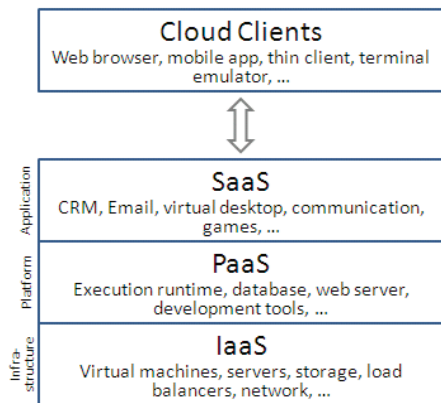 Cloud Clients
Web browser, mobile app, thin client, terminal
emulator, ...
Application
SaaS
CRM, Email, virtual desktop, communication,
games, ...
Platform
PaaS
Execution runtime, database, web server,
development tools, ...
Infra-
structure
IaaS
Virtual machines, servers, storage, load
balancers, network, ...